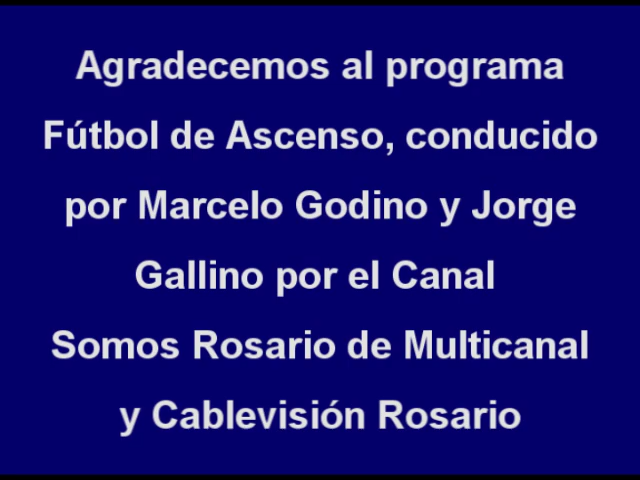 Agradecemos al programa
Fútbol de Ascenso, conducido
por Marcelo Godino y Jorge
Gallino por el Canal
Somos Rosario de Multicanal
y Cablevisión Rosario